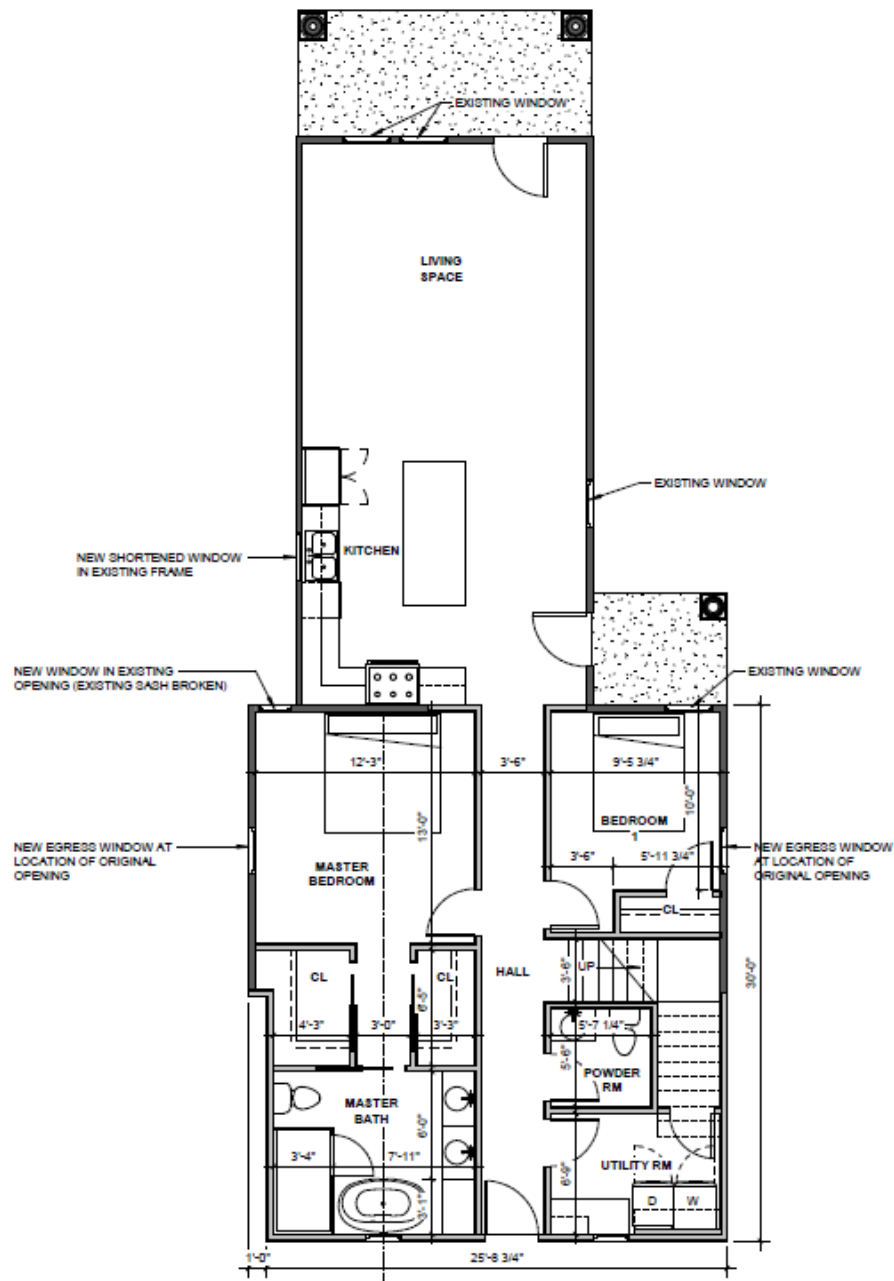 EXISTING WINDOW
LIVING
SPACE
EXISTING WINDOW
KITCHEN
NEW SHORTENED WINDOW
IN EXISTING FRAME
NEW WINDOW IN EXISTING
OPENING (EXISTING SASH BROKEN)
EXISTING WINDOW
12'-3"
3'-6"
9'-5 3/4"
10'-0"
13'-0"
BEDROOM
1
NEW EGRESS WINDOW AT
LOCATION OF ORIGINAL
OPENING
NEW EGRESS WINDOW
AT LOCATION OF
ORIGINAL OPENING
3'-6"
5'-11 3/4"
MASTER
BEDROOM
CL
CL
CL
HALL
UP
3'-6"
30'-0"
6'-5"
4'-3"
3'-0"
3'-3"
5'-7 1/4"
5'-6"
POWDER
RM
MASTER
BATH
6'-0"
3'-4"
7'-11"
UTILITY RM
6'-9"
D
W
3'-1"
1'-0"
25'-8 3/4"